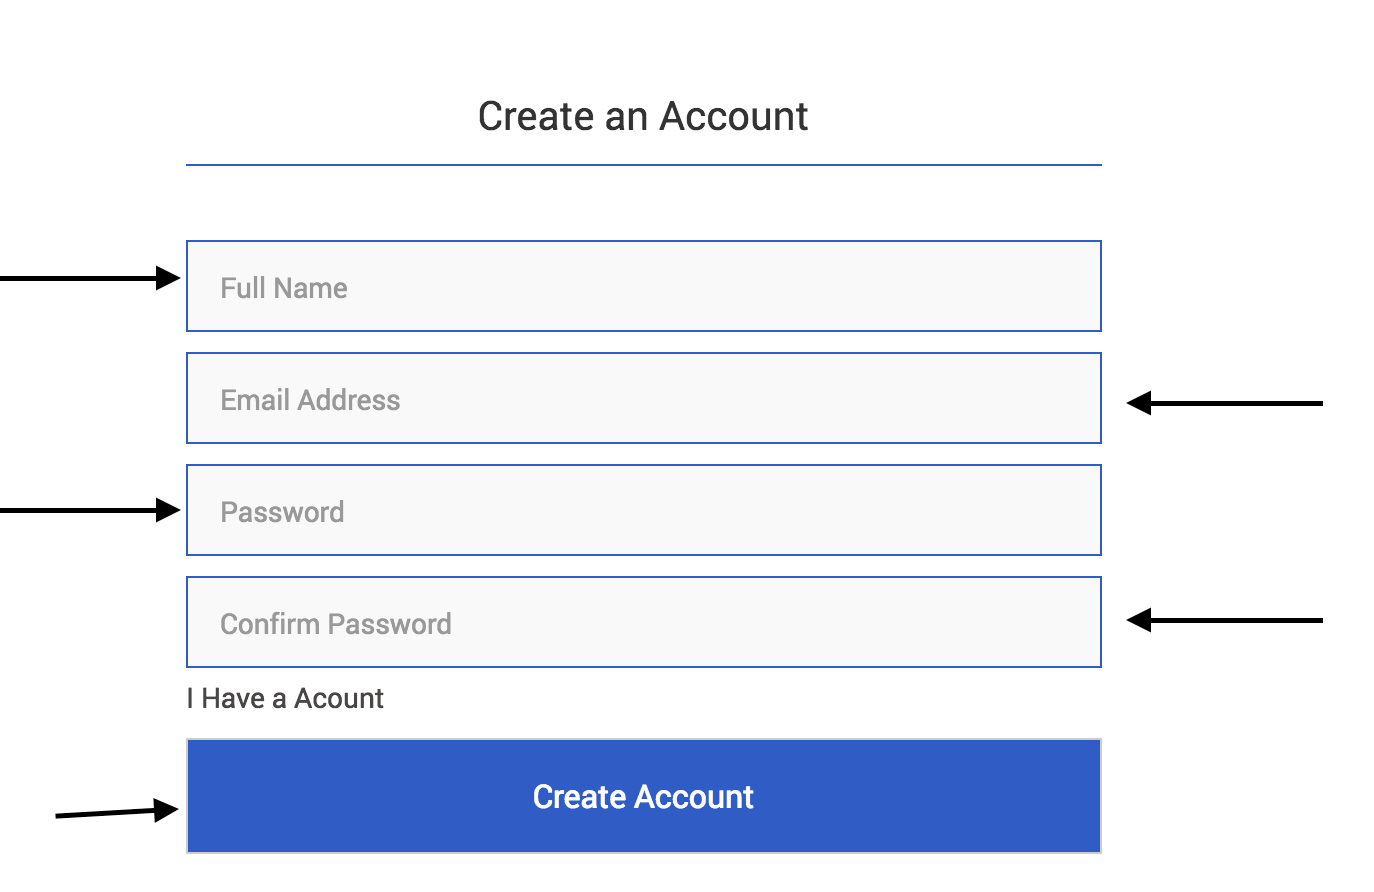 Create an Account
Full Name
Email Address
Password
Confirm Password
I Have a Acount
Create Account